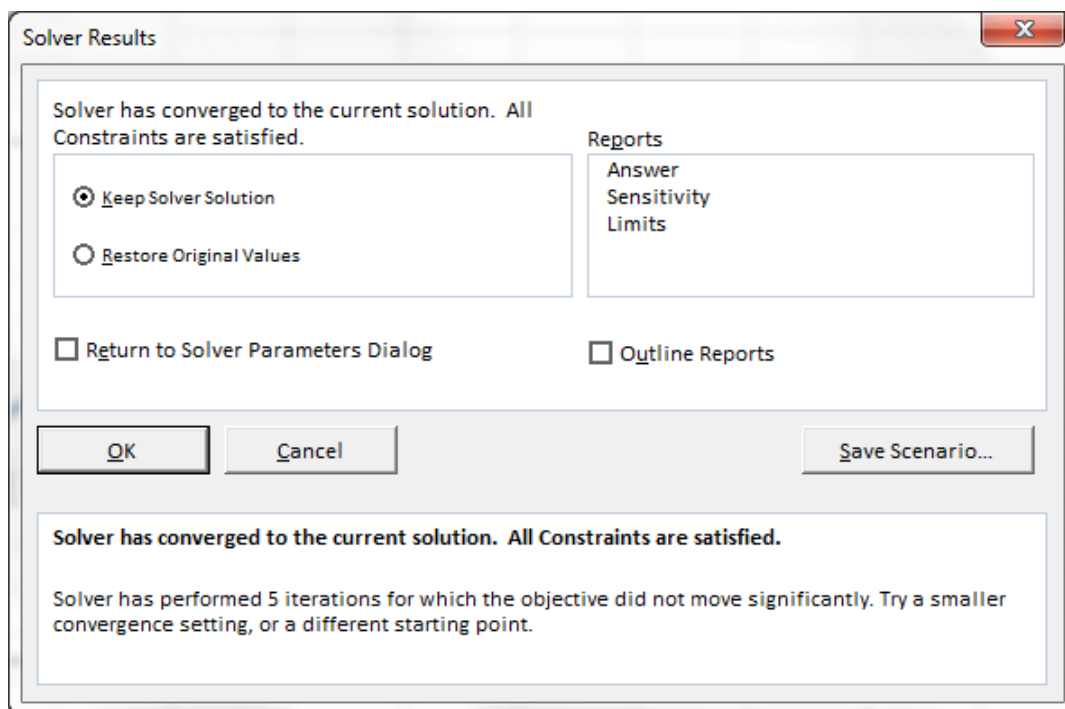 Solver Results
X
Solver has converged to the current solution.  All
Constraints are satisfied.
Keep Solver Solution
Restore Original Values
Reports
Answer
Sensitivity
Limits
Return to Solver Parameters Dialog
Outline Reports
OK
Cancel
Save Scenario...
Solver has converged to the current solution.  All Constraints are satisfied.
Solver has performed 5 iterations for which the objective did not move significantly. Try a smaller
convergence setting, or a different starting point.